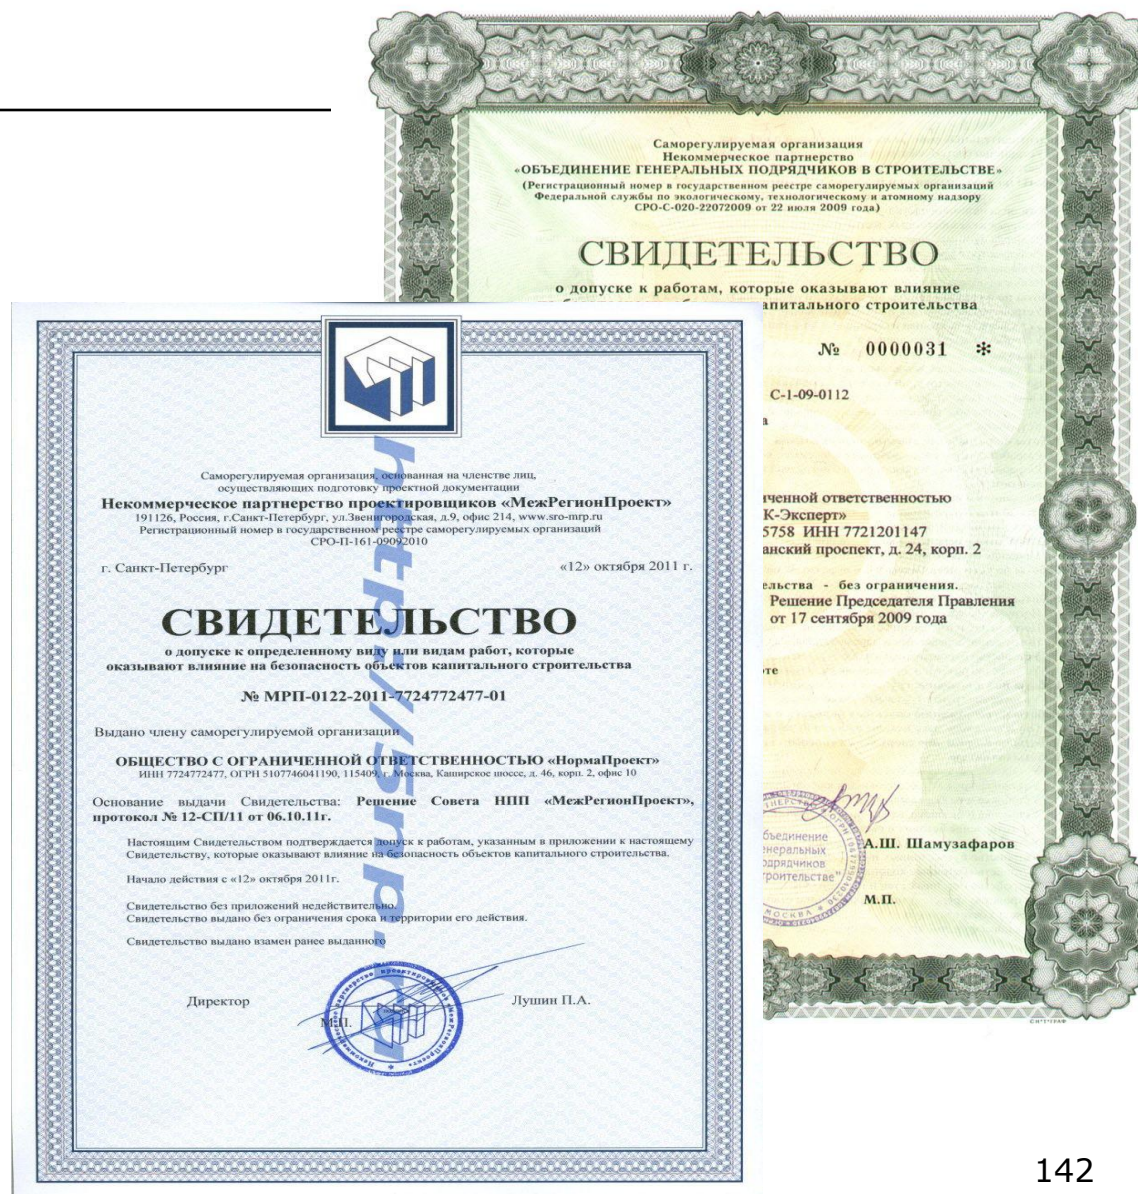 Саморегулируемая организация
Некоммерческое партнерство
«ОБЪЕДИНЕНИЕ ГЕНЕРАЛЬНЫХ ПОДРЯДЧИКОВ В СТРОИТЕЛЬСТВЕ»
(Регистрационный номер в государственном реестре саморегулируемых организаций
Федеральной службы по экологическому, технологическому и атомному надзору
СРО-С-020-22072009 от 22 июля 2009 года)
СВИДЕТЕЛЬСТВО
о допуске к работам, которые оказывают влияние
апитального строительства
№ 0000031 *
С-1-09-0112
а
иченной ответственностью
К-Эксперт»
5758 ИНН 7721201147
анский проспект, д. 24, корп. 2
ельства - без ограничения.
Решение Председателя Правления
от 17 сентября 2009 года
оте
бъединение
енеральных
одрядчиков
троительстве"
МОСКВА
А.Ш. Шамузафаров
М.П.
Саморегулируемая организация, основанная на членстве лиц,
осуществляющих подготовку проектной документации
Некоммерческое партнерство проектировщиков «МежРегионПроект»
191126, Россия, г.Санкт-Петербург, ул.Звенигородская, д.9, офис 214, www.sro-mrp.ru
Регистрационный номер в государственном реестре саморегулируемых организаций
СРО-П-161-09092010
г. Санкт-Петербург «12» октября 2011 г.
СВИДЕТЕЛЬСТВО
о допуске к определенному виду или видам работ, которые
оказывают влияние на безопасность объектов капитального строительства
№ МРП-0122-2011-7724772477-01
Выдано члену саморегулируемой организации
ОБЩЕСТВО С ОГРАНИЧЕННОЙ ОТВЕТСТВЕННОСТЬЮ «НормаПроект»
ИНН 7724772477, ОГРН 5107746041190, 115409, г. Москва, Каширское шоссе, д. 46, корп. 2, офис 10
Основание выдачи Свидетельства: Решение Совета НПП «МежРегионПроект»,
протокол № 12-СП/11 от 06.10.11г.
Настоящим Свидетельством подтверждается допуск к работам, указанным в приложении к настоящему
Свидетельству, которые оказывают влияние на безопасность объектов капитального строительства.
Начало действия с «12» октября 2011г.
Свидетельство без приложений недействительно.
Свидетельство выдано без ограничения срока и территории его действия.
Свидетельство выдано взамен ранее выданного
Директор Лушин П.А.
М.П.
http://5np.ru
142